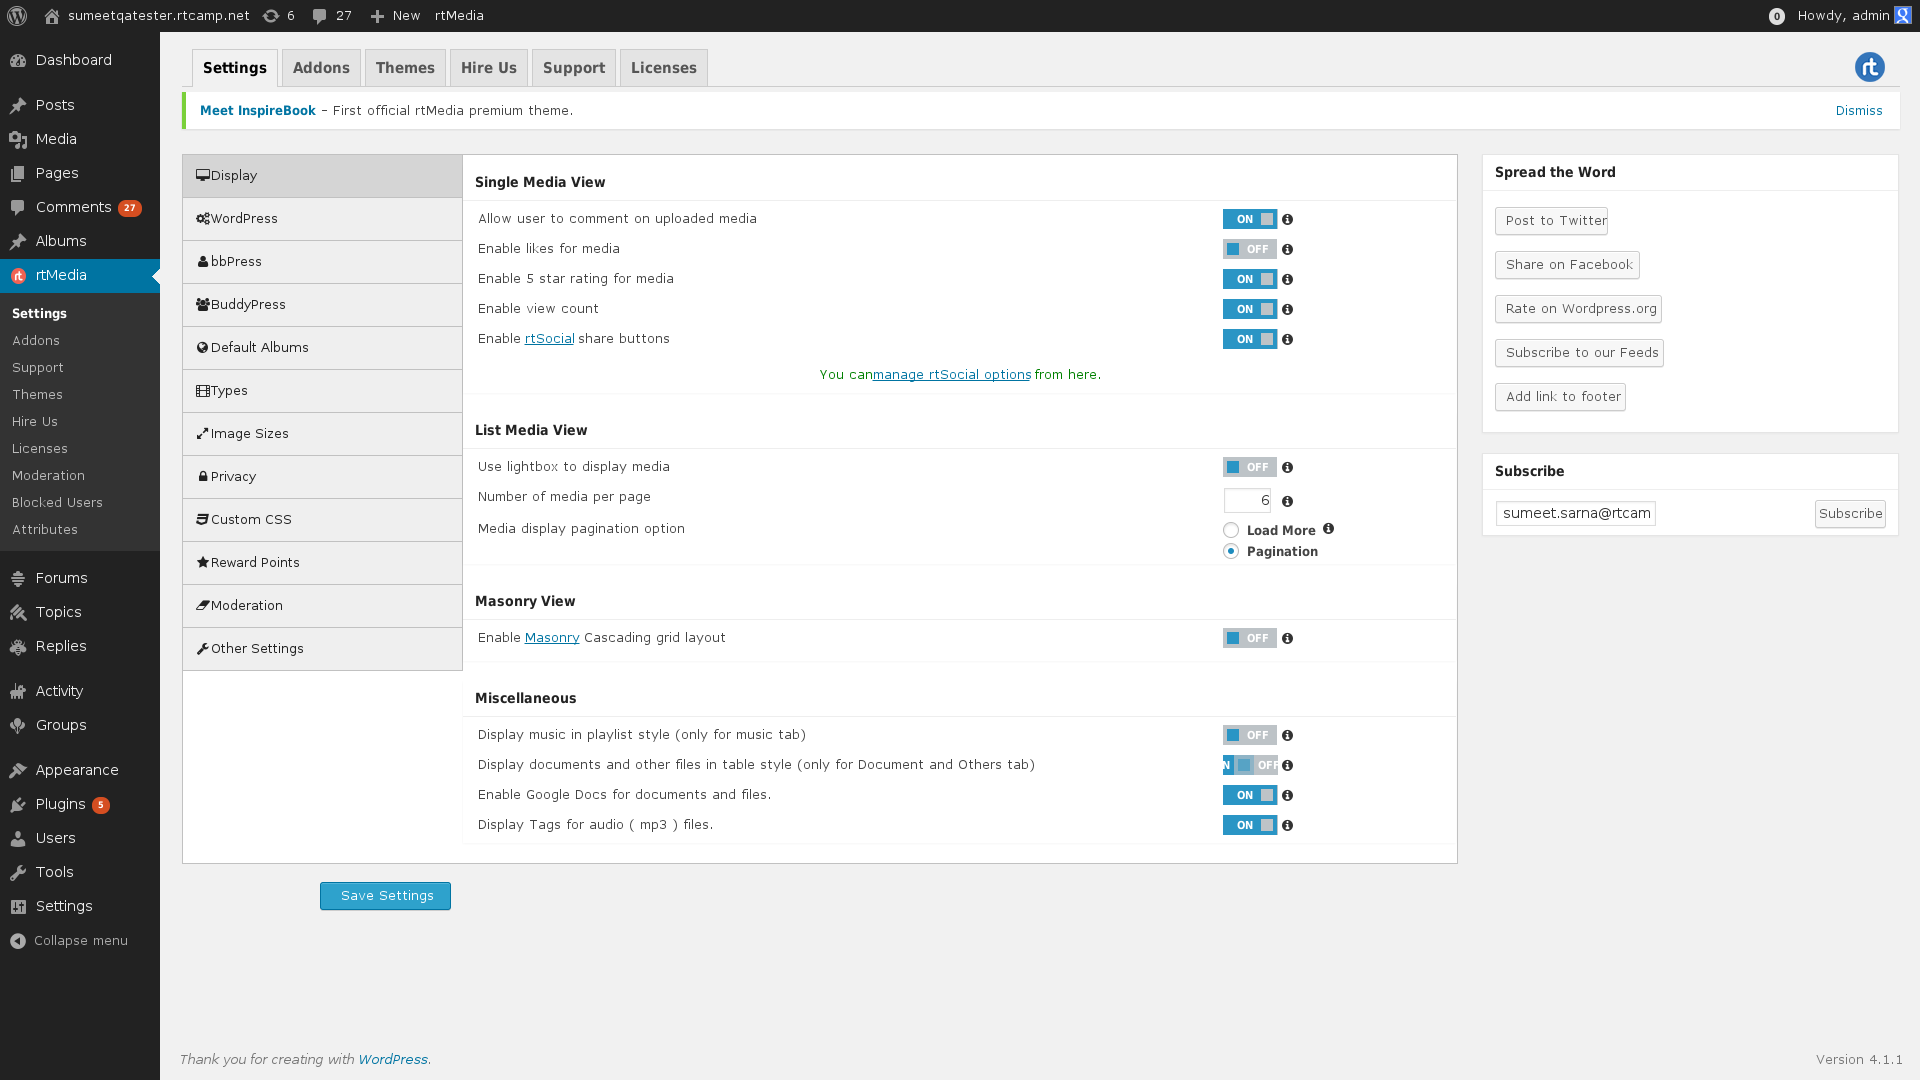 sumeetqatester.rtcamp.net 6 27 New rtMedia 0 Howdy, admin
Dashboard
Posts
Media
Pages
Comments 27
Albums
rtMedia
Settings
Addons
Support
Themes
Hire Us
Licenses
Moderation
Blocked Users
Attributes
Forums
Topics
Replies
Activity
Groups
Appearance
Plugins 5
Users
Tools
Settings
Collapse menu
Settings Addons Themes Hire Us Support Licenses
rt
Meet InspireBook – First official rtMedia premium theme. Dismiss
Display
WordPress
bbPress
BuddyPress
Default Albums
Types
Image Sizes
Privacy
Custom CSS
Reward Points
Moderation
Other Settings
Single Media View
Allow user to comment on uploaded media ON
Enable likes for media OFF
Enable 5 star rating for media ON
Enable view count ON
Enable rtSocial share buttons ON
You can manage rtSocial options from here.
List Media View
Use lightbox to display media OFF
Number of media per page 6
Media display pagination option Load More
Pagination
Masonry View
Enable Masonry Cascading grid layout OFF
Miscellaneous
Display music in playlist style (only for music tab) OFF
Display documents and other files in table style (only for Document and Others tab) N OFF
Enable Google Docs for documents and files. ON
Display Tags for audio ( mp3 ) files. ON
Save Settings
Spread the Word
Post to Twitter
Share on Facebook
Rate on Wordpress.org
Subscribe to our Feeds
Add link to footer
Subscribe
sumeet.sarna@rtcam Subscribe
Thank you for creating with WordPress. Version 4.1.1